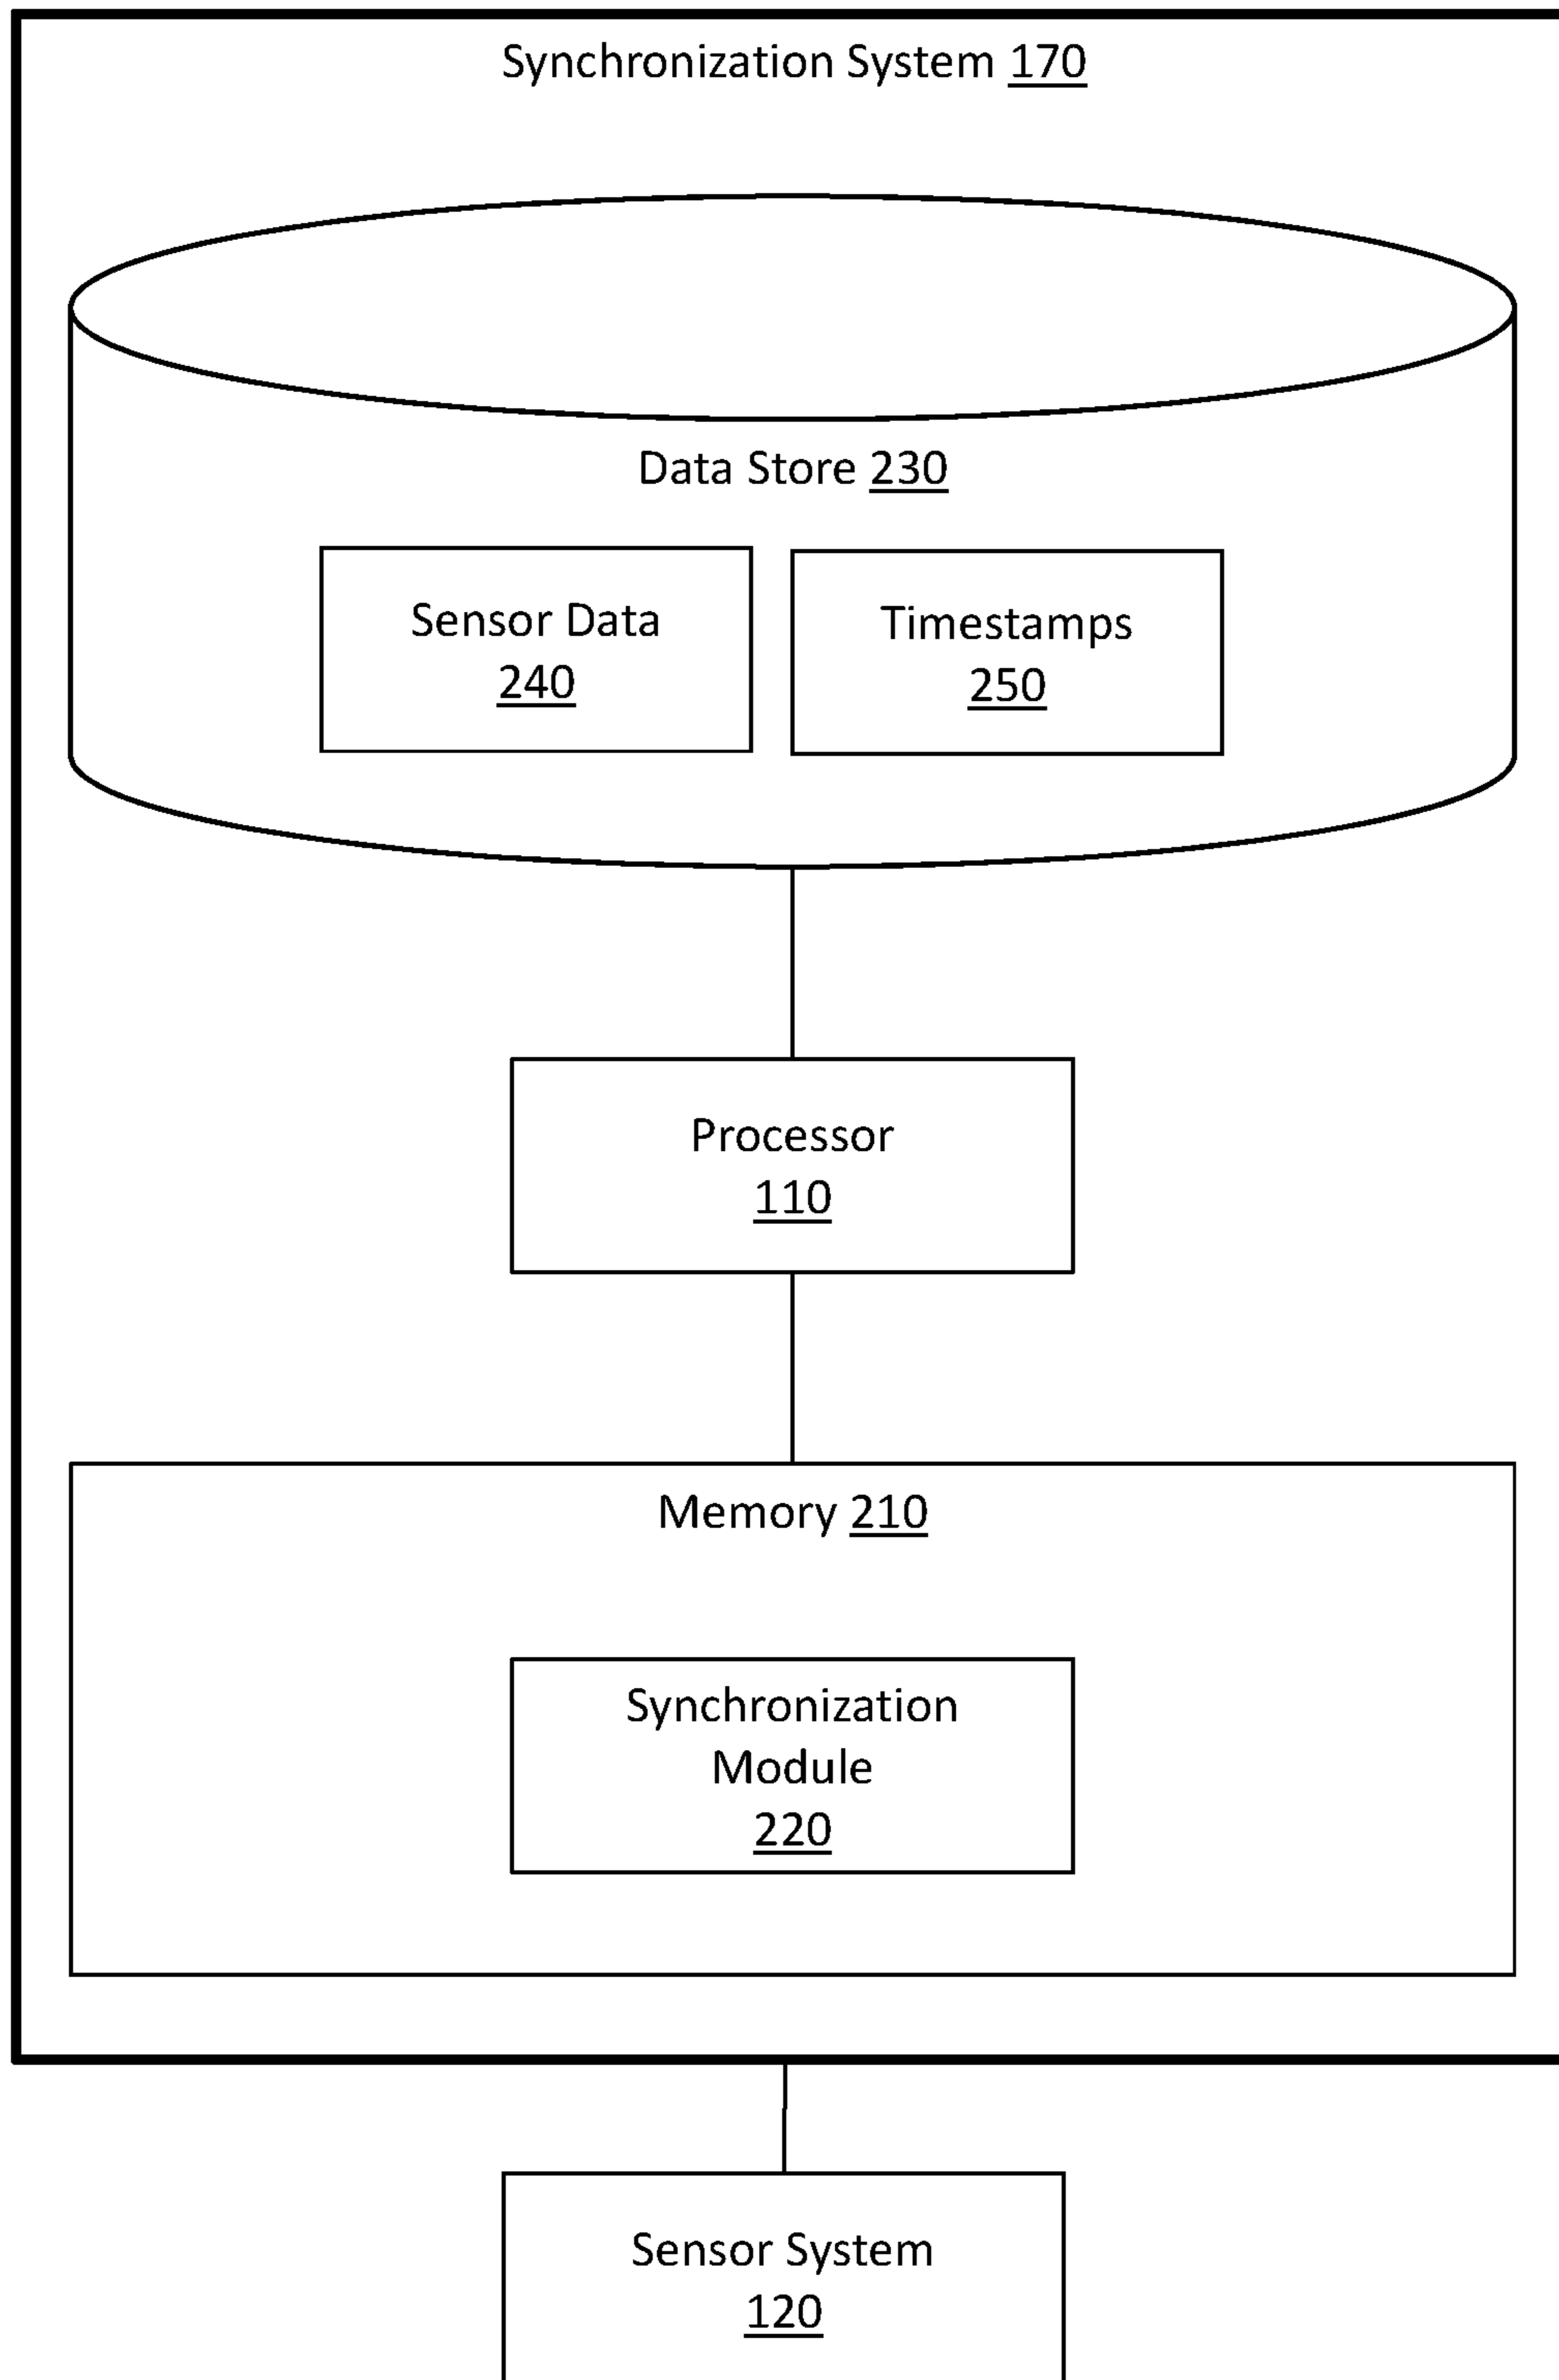 Synchronization System 170
Data Store 230
Sensor Data
240
Timestamps
250
Processor
110
Memory 210
Synchronization
Module
220
Sensor System
120